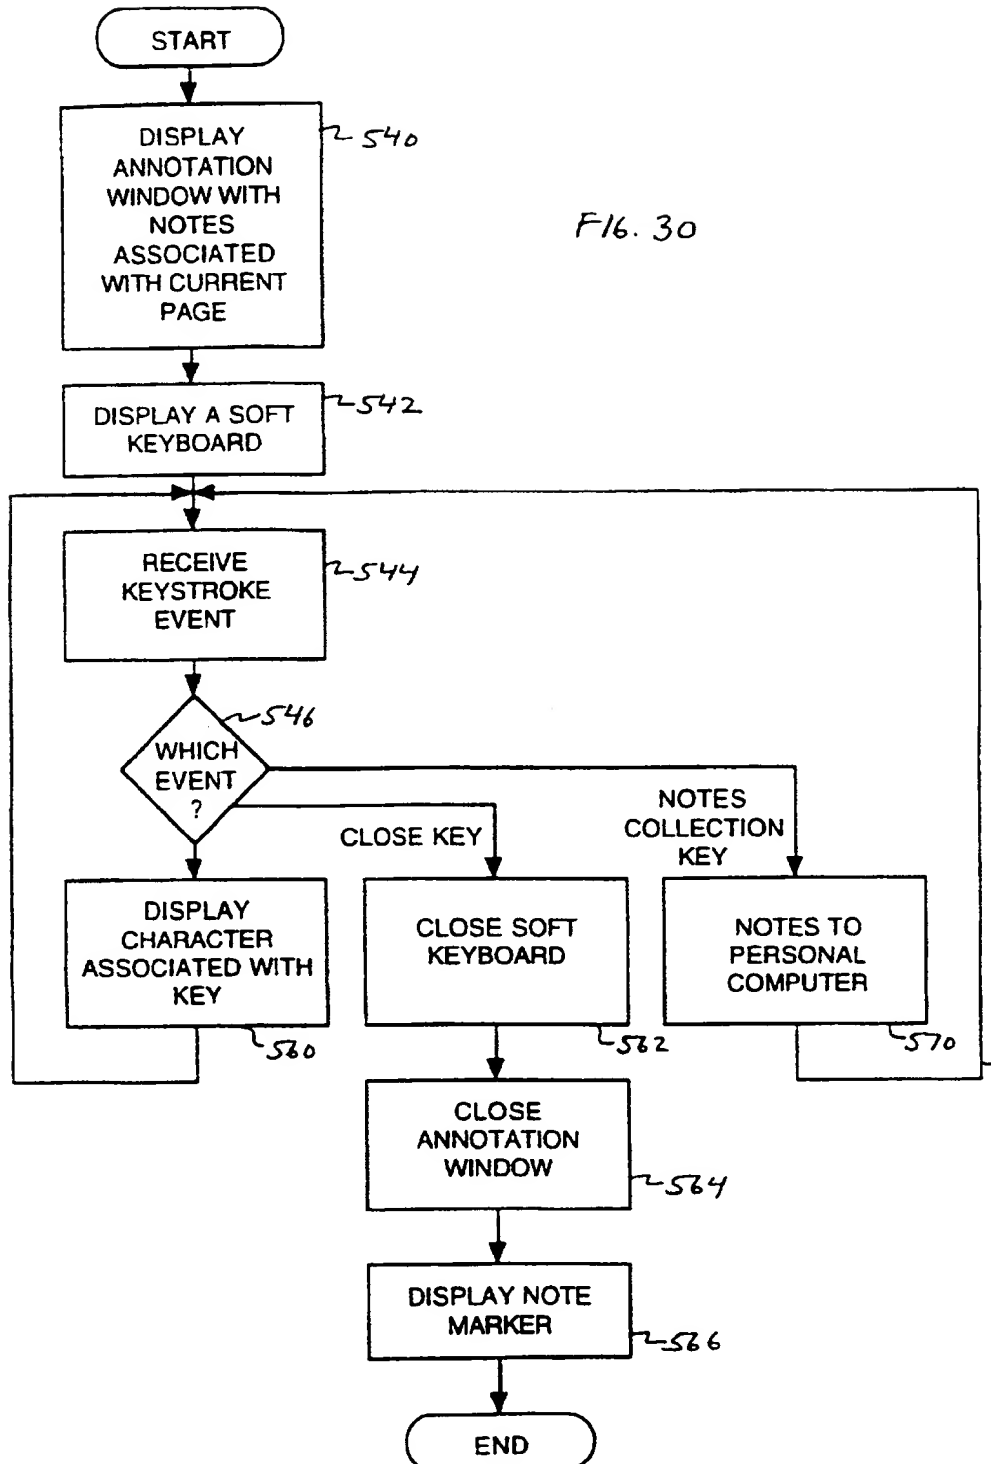 START
DISPLAY
ANNOTATION
WINDOW WITH
NOTES
ASSOCIATED
WITH CURRENT
PAGE
540
FIG. 30
DISPLAY A SOFT
KEYBOARD
542
RECEIVE
KEYSTROKE
EVENT
544
WHICH
EVENT
?
546
CLOSE KEY
NOTES
COLLECTION
KEY
DISPLAY
CHARACTER
ASSOCIATED WITH
KEY
560
CLOSE SOFT
KEYBOARD
562
NOTES TO
PERSONAL
COMPUTER
570
CLOSE
ANNOTATION
WINDOW
564
DISPLAY NOTE
MARKER
566
END